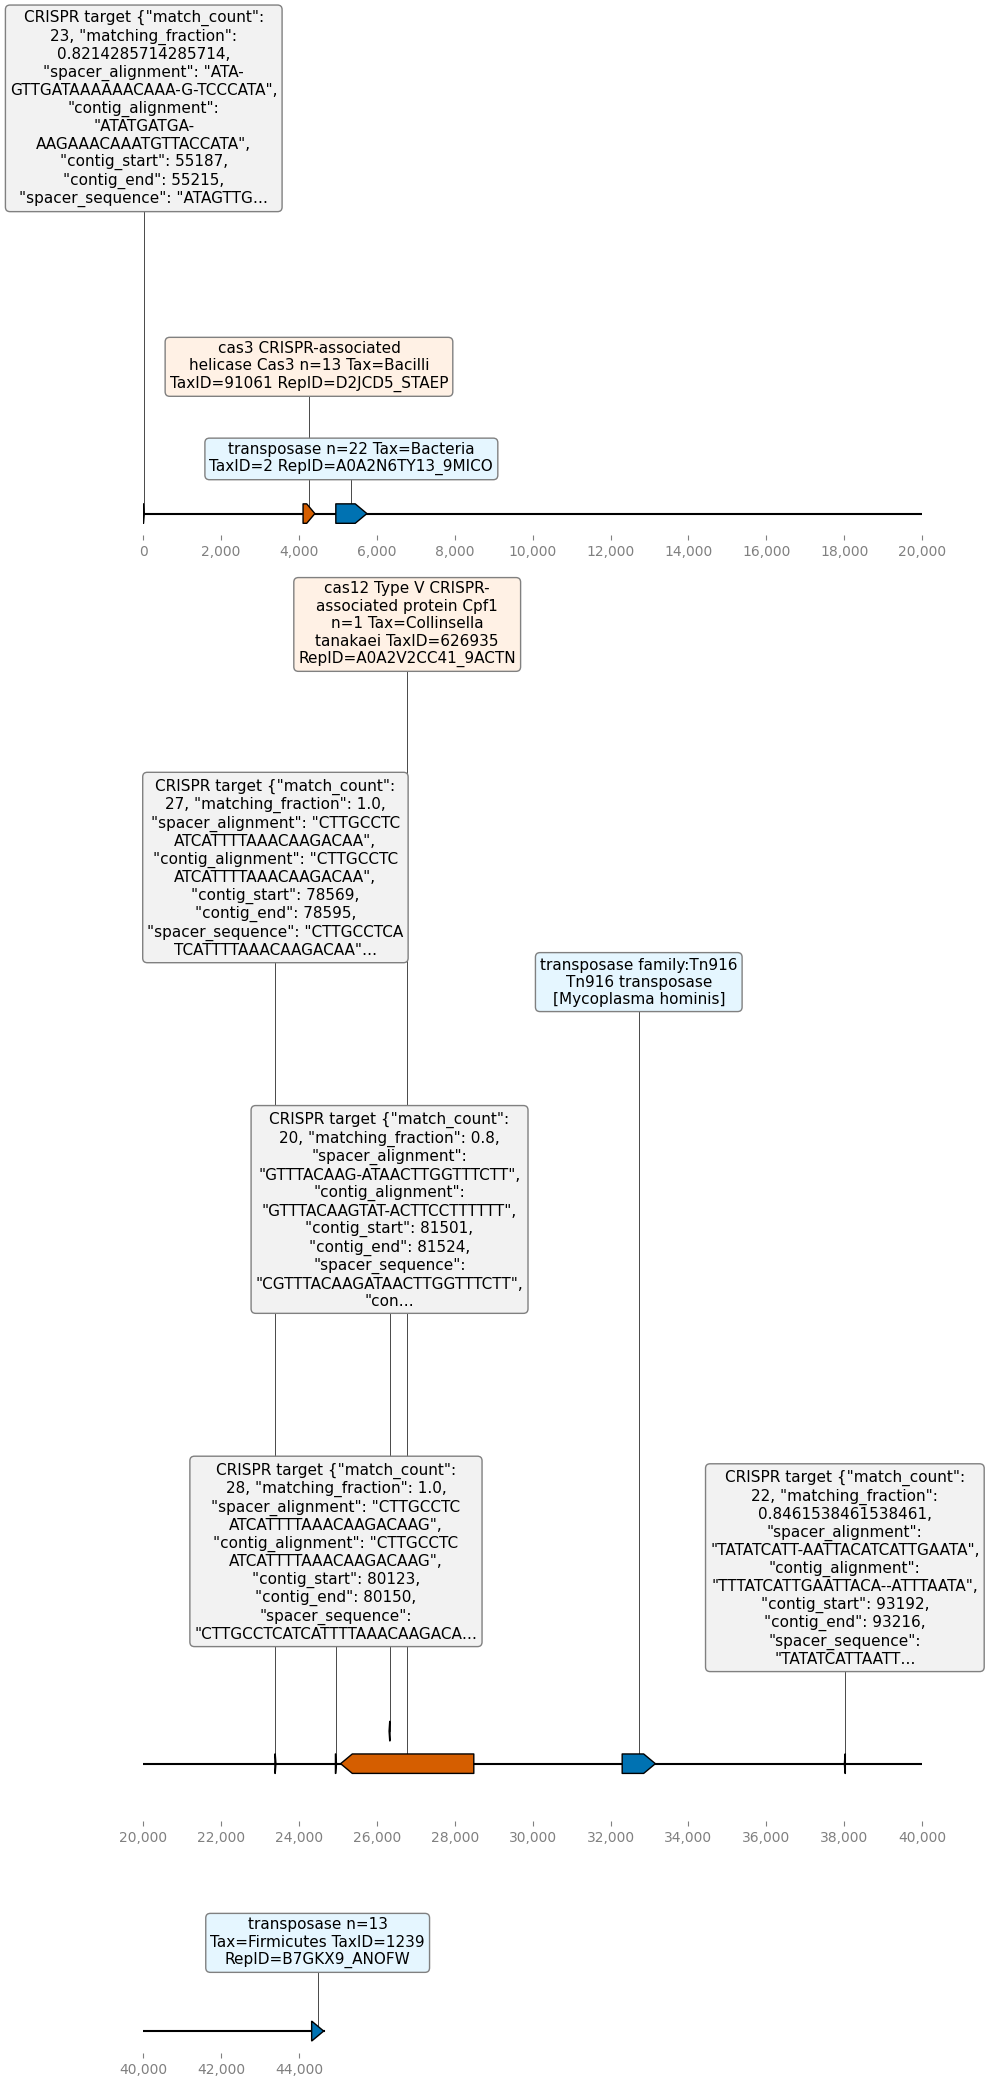 CRISPR target {"match_count":
23, "matching_fraction":
0.8214285714285714,
"spacer_alignment": "ATA-
GTTGATAAAAAACAAA-G-TCCCATA",
"contig_alignment":
"ATATGATGA-
AAGAAACAAATGTTACCATA",
"contig_start": 55187,
"contig_end": 55215,
"spacer_sequence": "ATAGTTG...
cas3 CRISPR-associated
helicase Cas3 n=13 Tax=Bacilli
TaxID=91061 RepID=D2JCD5_STAEP
transposase n=22 Tax=Bacteria
TaxID=2 RepID=A0A2N6TY13_9MICO
0 2,000 4,000 6,000 8,000 10,000 12,000 14,000 16,000 18,000 20,000
cas12 Type V CRISPR-
associated protein Cpf1
n=1 Tax=Collinsella
tanakaei TaxID=626935
RepID=A0A2V2CC41_9ACTN
CRISPR target {"match_count":
27, "matching_fraction": 1.0,
"spacer_alignment": "CTTGCCTC
ATCATTTTAAACAAGACAA",
"contig_alignment": "CTTGCCTC
ATCATTTTAAACAAGACAA",
"contig_start": 78569,
"contig_end": 78595,
"spacer_sequence": "CTTGCCTCA
TCATTTTAAACAAGACAA"...
transposase family:Tn916
Tn916 transposase
[Mycoplasma hominis]
CRISPR target {"match_count":
20, "matching_fraction": 0.8,
"spacer_alignment":
"GTTTACAAG-ATAACTTGGTTTCTT",
"contig_alignment":
"GTTTACAAGTAT-ACTTCCTTTTTT",
"contig_start": 81501,
"contig_end": 81524,
"spacer_sequence":
"CGTTTACAAGATAACTTGGTTTCTT",
"con...
CRISPR target {"match_count":
28, "matching_fraction": 1.0,
"spacer_alignment": "CTTGCCTC
ATCATTTTAAACAAGACAAG",
"contig_alignment": "CTTGCCTC
ATCATTTTAAACAAGACAAG",
"contig_start": 80123,
"contig_end": 80150,
"spacer_sequence":
"CTTGCCTCATCATTTTAAACAAGACA...
CRISPR target {"match_count":
22, "matching_fraction":
0.8461538461538461,
"spacer_alignment":
"TATATCATT-AATTACATCATTGAATA",
"contig_alignment":
"TTTATCATTGAATTACA--ATTTAATA",
"contig_start": 93192,
"contig_end": 93216,
"spacer_sequence":
"TATATCATTAATT...
20,000 22,000 24,000 26,000 28,000 30,000 32,000 34,000 36,000 38,000 40,000
transposase n=13
Tax=Firmicutes TaxID=1239
RepID=B7GKX9_ANOFW
40,000 42,000 44,000